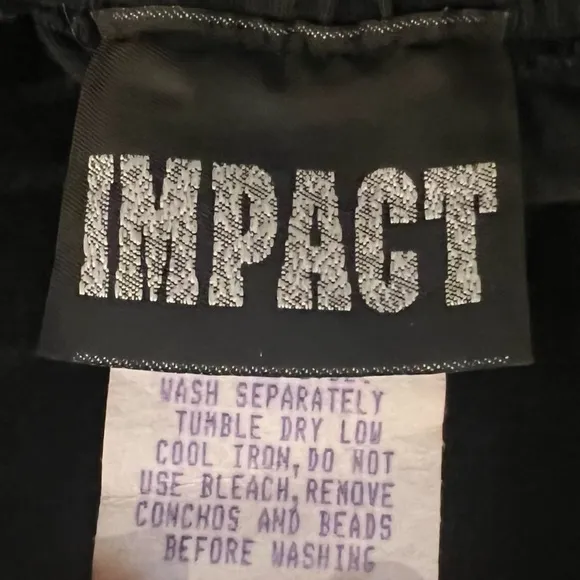 IMPACT
WASH SEPARATELY
TUMBLE DRY LOW
COOL IRON, DO NOT
USE BLEACH, REMOVE
CONCHOS AND BEADS
BEFORE WASHING